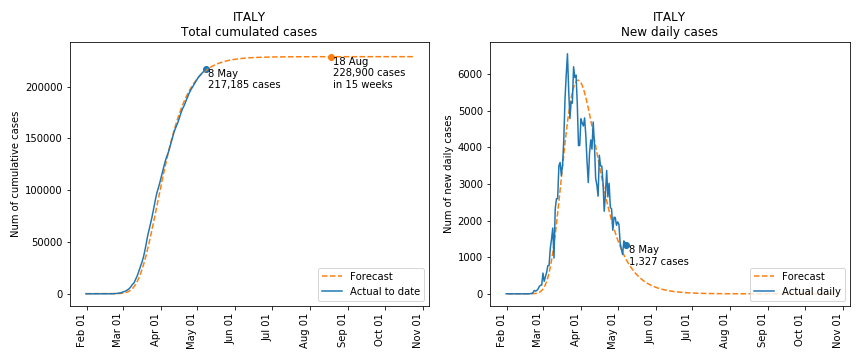 ITALY
Total cumulated cases
Num of cumulative cases
200000
150000
100000
50000
0
8 May
217,185 cases
18 Aug
228,900 cases
in 15 weeks
Forecast
Actual to date
Feb 01
Mar 01
Apr 01
May 01
Jun 01
Jul 01
Aug 01
Sep 01
Oct 01
Nov 01
ITALY
New daily cases
Num of new daily cases
6000
5000
4000
3000
2000
1000
0
8 May
1,327 cases
Forecast
Actual daily
Feb 01
Mar 01
Apr 01
May 01
Jun 01
Jul 01
Aug 01
Sep 01
Oct 01
Nov 01